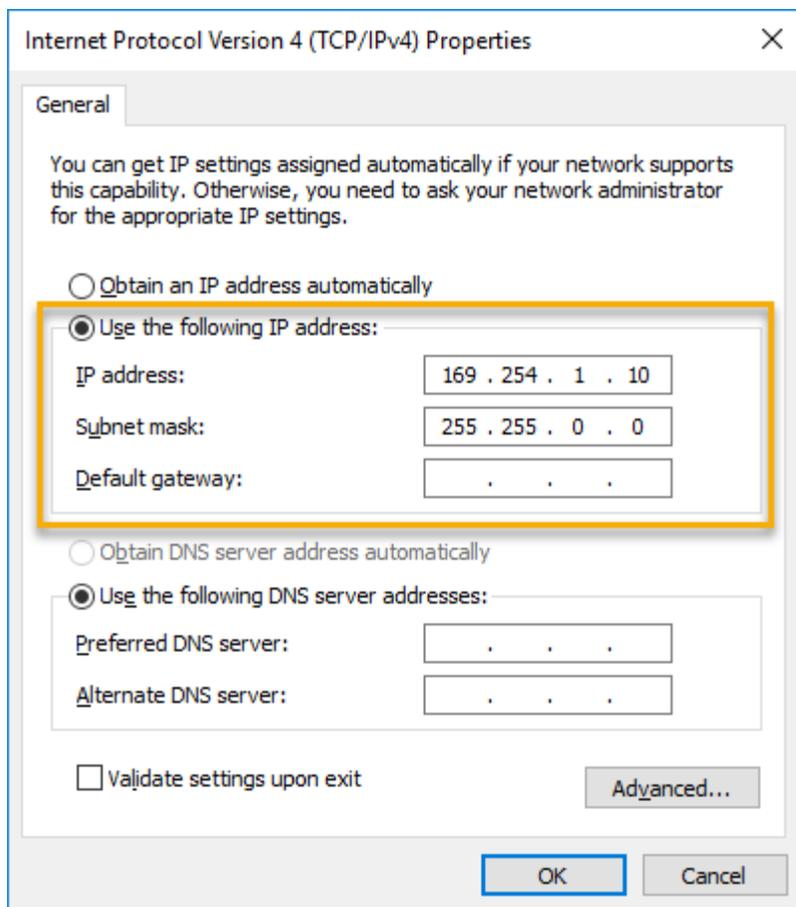 Internet Protocol Version 4 (TCP/IPv4) Properties
General
You can get IP settings assigned automatically if your network supports
this capability. Otherwise, you need to ask your network administrator
for the appropriate IP settings.
Obtain an IP address automatically
Use the following IP address:
IP address: 169 . 254 . 1 . 10
Subnet mask: 255 . 255 . 0 . 0
Default gateway: . . .
Obtain DNS server address automatically
Use the following DNS server addresses:
Preferred DNS server: . . .
Alternate DNS server: . . .
Validate settings upon exit
Advanced...
OK Cancel